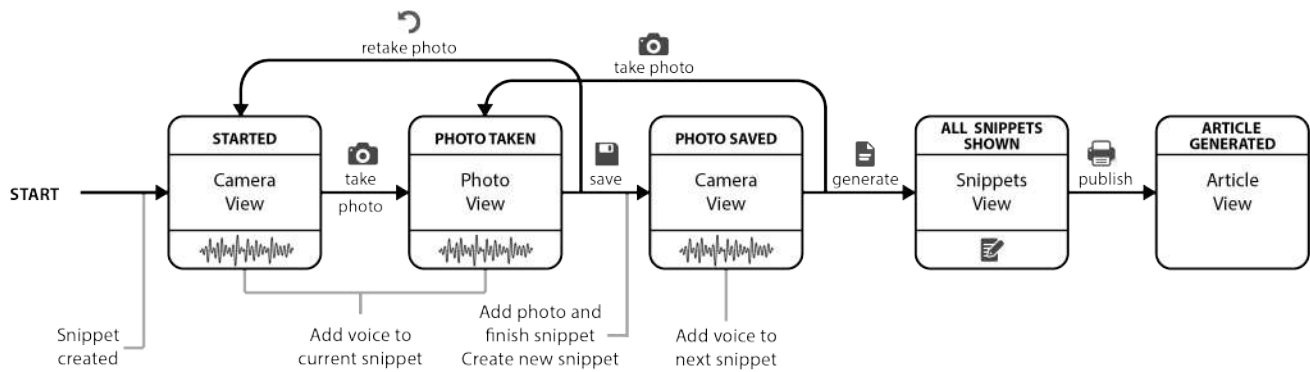 retake photo
take photo
STARTED
PHOTO TAKEN
PHOTO SAVED
ALL SNIPPETS
SHOWN
ARTICLE
GENERATED
START
Camera
View
take
photo
Photo
View
save
Camera
View
generate
Snippets
View
publish
Article
View
Snippet
created
Add voice to
current snippet
Add photo and
finish snippet
Create new snippet
Add voice to
next snippet